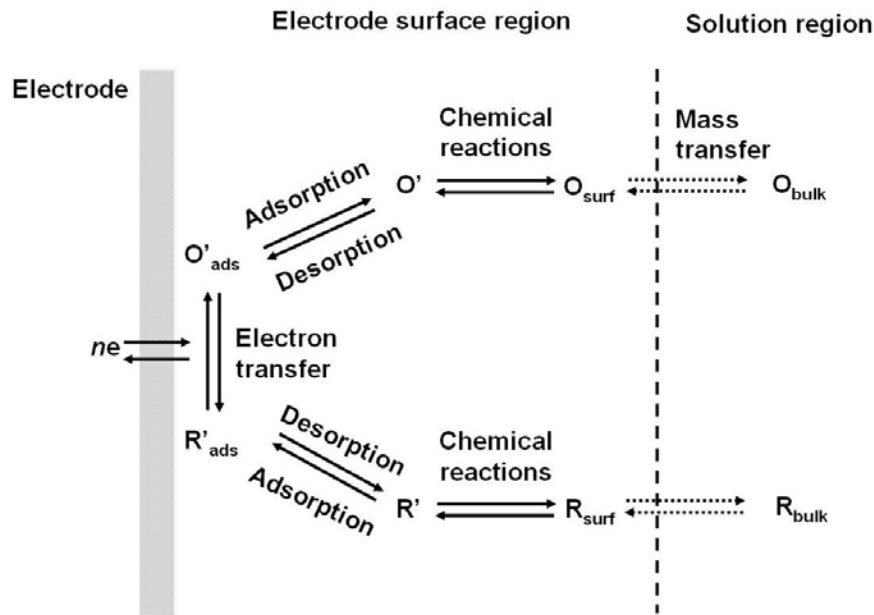 Electrode surface region
Solution region
Electrode
Chemical
reactions
Mass
transfer
Adsorption
O'
O_surf
O_bulk
Desorption
O'_ads
ne
Electron
transfer
R'_ads
Desorption
Adsorption
Chemical
reactions
R'
R_surf
R_bulk